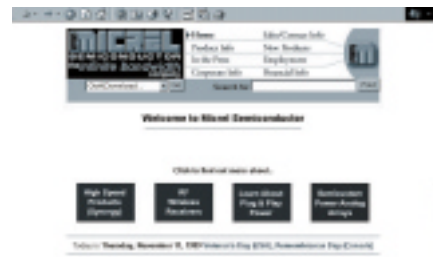 MICREL
SEMICONDUCTOR
Home
Sales/Contact Info
Product Info
New Products
In the Press
Employment
Corporate Info
Financial Info
Search for
Welcome to Micrel Semiconductor
Click to find out more about...
High Speed
Products
(Synergy)
RF
Wireless
Receivers
Learn About
Plug & Play
Power
Semicustom
Power Analog
Arrays
Today is Thursday, November 11, 1999 Veteran's Day (USA), Remembrance Day (Canada)